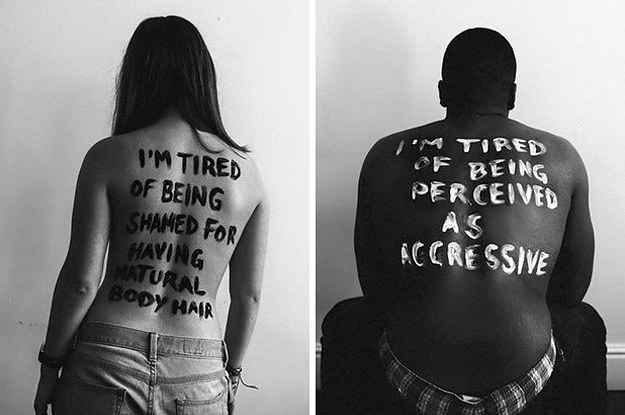 I'M TIRED
OF BEING
SHAMED FOR
HAVING
NATURAL
BODY HAIR
I'M TIRED
OF BEING
PERCEIVED
AS
AGGRESSIVE